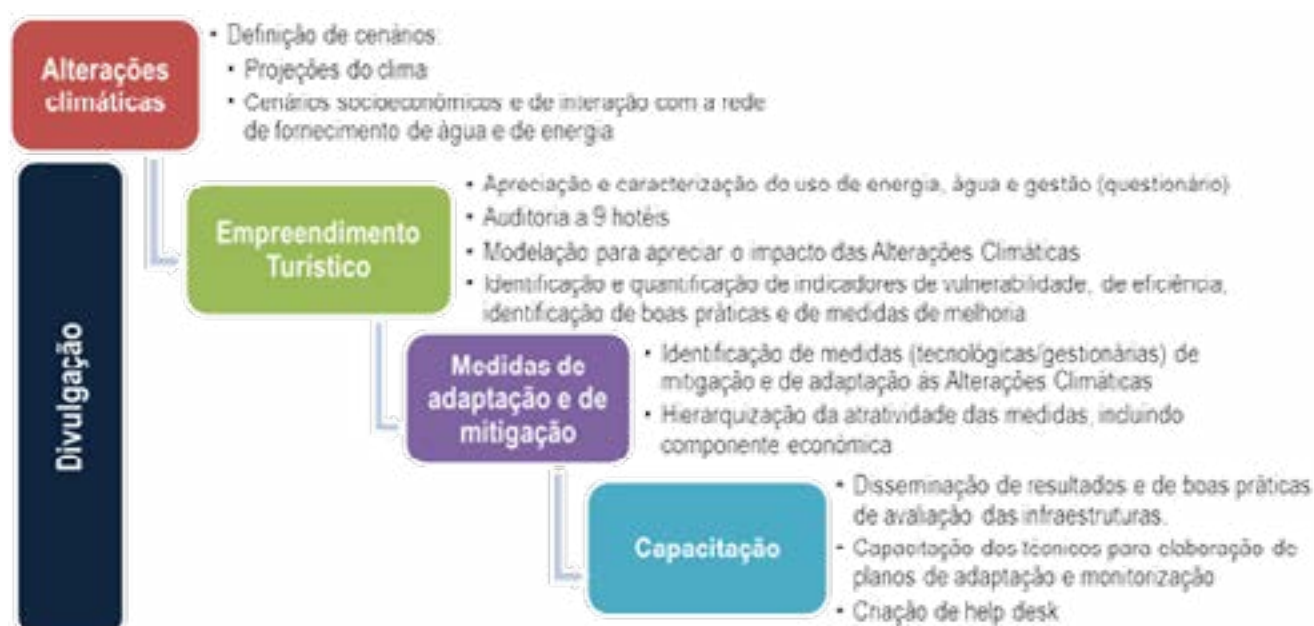 Alterações
climáticas
• Definição de cenários:
• Projeções do clima
• Cenários socioeconómicos e de interação com a rede
de fornecimento de água e de energia
Divulgação
Empreendimento
Turístico
• Apreciação e caracterização do uso de energia, água e gestão (questionário)
• Auditoria a 9 hotéis
• Modelação para apreciar o impacto das Alterações Climáticas
• Identificação e quantificação de indicadores de vulnerabilidade, de eficiência,
identificação de boas práticas e de medidas de melhoria
Medidas de
adaptação e de
mitigação
• Identificação de medidas (tecnológicas/gestionárias) de
mitigação e de adaptação às Alterações Climáticas
• Hierarquização da atratividade das medidas, incluindo
componente económica
Capacitação
• Disseminação de resultados e de boas práticas
de avaliação das infraestruturas.
• Capacitação dos técnicos para elaboração de
planos de adaptação e monitorização
• Criação de help desk